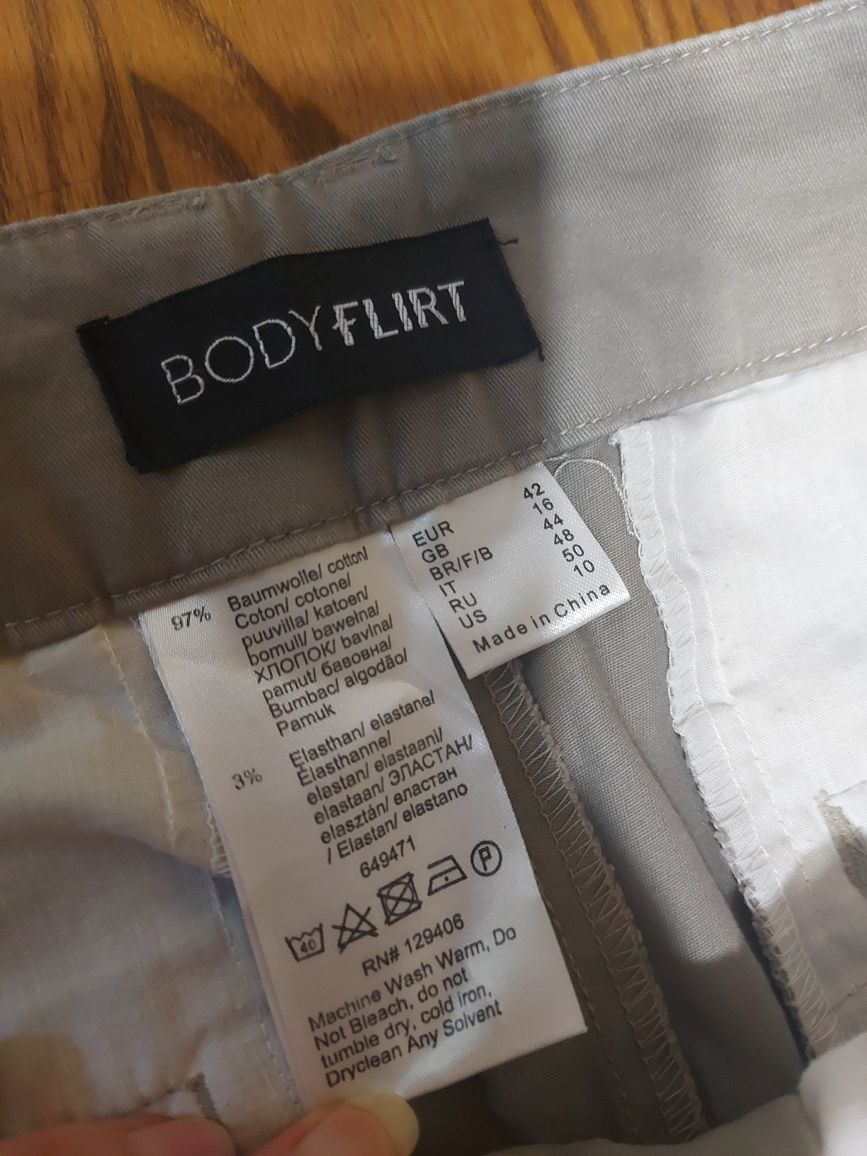 BODYFLIRT
EUR 42
GB 16
BR/F/B 44
IT 48
RU 50
US 10
Made in China
97% Baumwolle/ cotton/
Coton/ cotone/
puuvilla/ katoen/
bomull/ bawełna/
ХЛОПОК/ bavlna/
pamut/ бавовна/
Bumbac/ algodão/
Pamuk
3% Elasthan/ elastane/
Élasthanne/
elastan/ elastaani/
elastaan/ ЭЛАСТАН/
elasztán/ еластан
/ Elastan/ elastano
649471
40
P
RN# 129406
Machine Wash Warm, Do
Not Bleach, do not
tumble dry, cold iron,
Dryclean Any Solvent